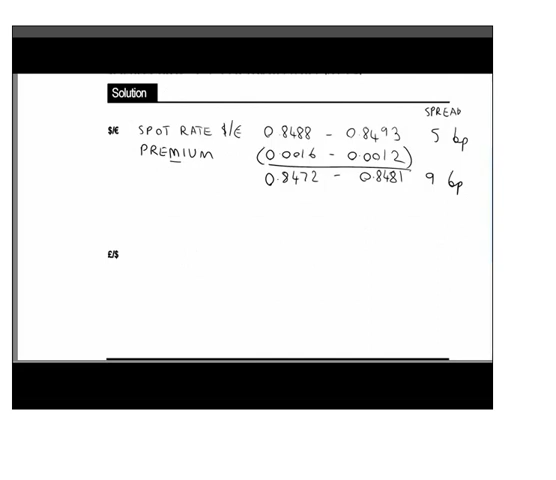 Solution
SPREAD
$/€ SPOT RATE $/€ 0.8488 - 0.8493 5 bp
PREMIUM (0.0016 - 0.0012)
0.8472 - 0.8481 9 bp
£/$